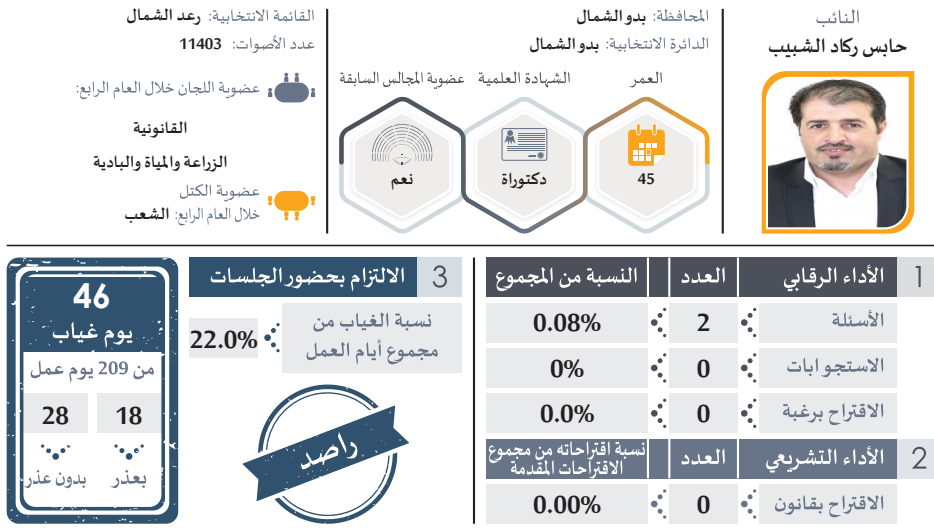 النائب
حابس ركاد الشبيب
المحافظة: بدو الشمال
الدائرة الانتخابية: بدو الشمال
العمر
45
الشهادة العلمية
دكتوراة
عضوية المجالس السابقة
نعم
القائمة الانتخابية: رعد الشمال
عدد الأصوات: 11403
عضوية اللجان خلال العام الرابع:
القانونية
الزراعة والمياة والبادية
عضوية الكتل
خلال العام الرابع: الشعب
1 الأداء الرقابي العدد النسبة من المجموع
الأسئلة 2 0.08%
الاستجوابات 0 0%
الاقتراح برغبة 0 0.0%
2 الأداء التشريعي العدد نسبة اقتراحاته من مجموع
الاقتراحات المقدمة
الاقتراح بقانون 0 0.00%
3 الالتزام بحضور الجلسات
نسبة الغياب من
مجموع أيام العمل
22.0%
راصد
46
يوم غياب
من 209 يوم عمل
18 28
بعذر بدون عذر